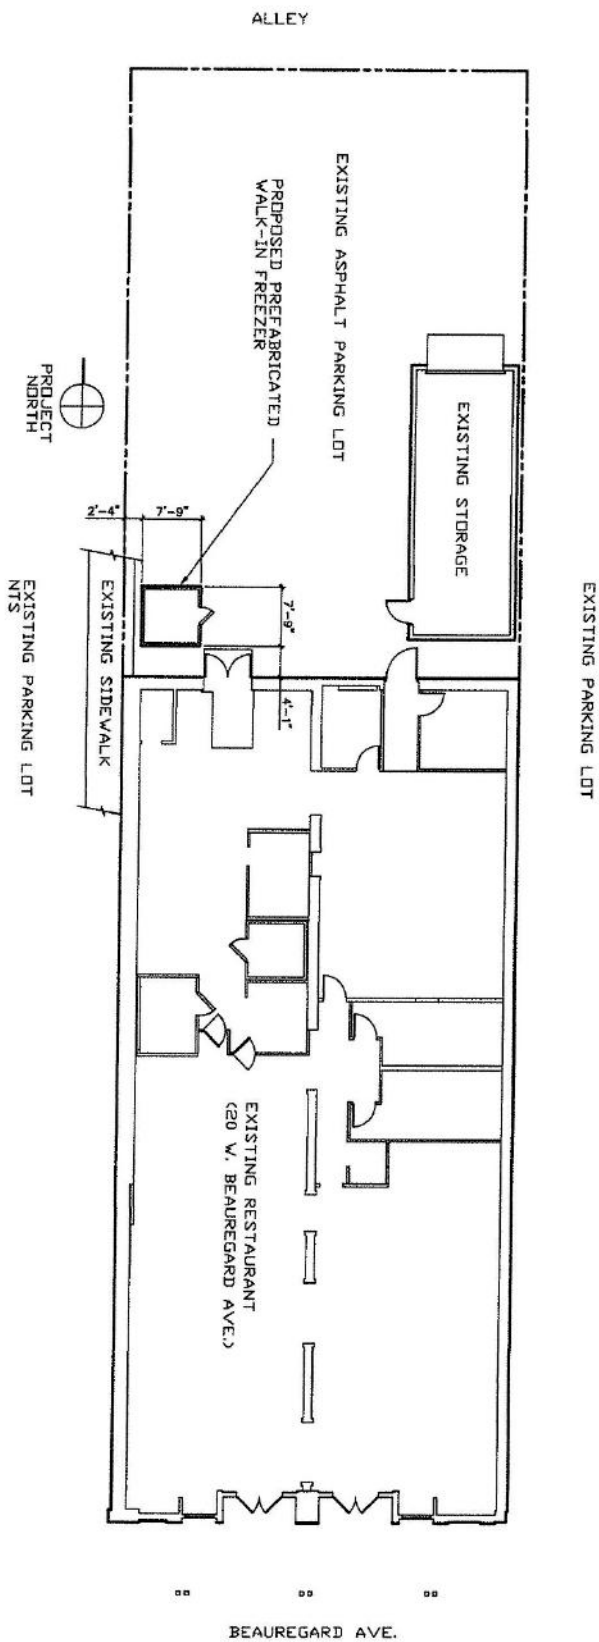 ALLEY
EXISTING ASPHALT PARKING LOT
PROPOSED PREFABRICATED
WALK-IN FREEZER
PROJECT
NORTH
EXISTING STORAGE
2'-4"
7'-9"
7'-9"
4'-1"
EXISTING SIDEWALK
EXISTING PARKING LOT
NTS
EXISTING PARKING LOT
EXISTING RESTAURANT
(20 W. BEAUREGARD AVE.)
BEAUREGARD AVE.